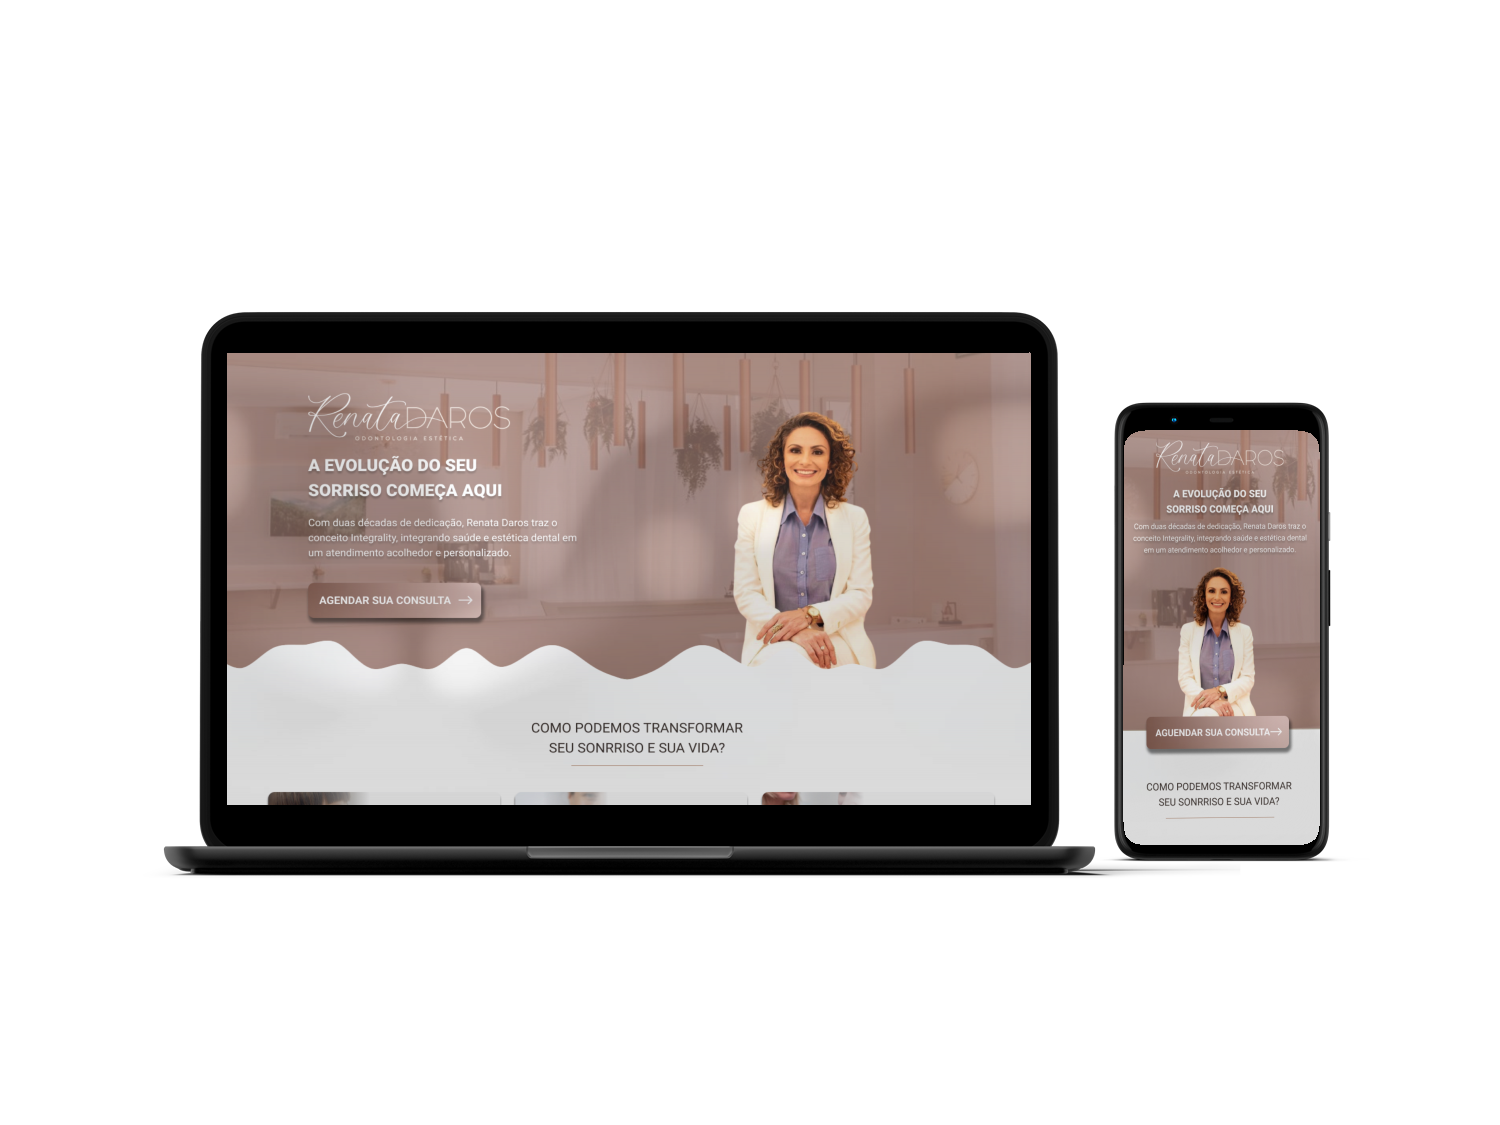 Renata DAROS
ODONTOLOGIA ESTÉTICA
A EVOLUÇÃO DO SEU
SORRISO COMEÇA AQUI
Com duas décadas de dedicação, Renata Daros traz o
conceito Integrality, integrando saúde e estética dental em
um atendimento acolhedor e personalizado.
AGENDAR SUA CONSULTA
COMO PODEMOS TRANSFORMAR
SEU SONRRISO E SUA VIDA?
Renata DAROS
ODONTOLOGIA ESTÉTICA
A EVOLUÇÃO DO SEU
SORRISO COMEÇA AQUI
Com duas décadas de dedicação, Renata Daros traz o
conceito Integrality, integrando saúde e estética dental
em um atendimento acolhedor e personalizado.
AGUENDAR SUA CONSULTA
COMO PODEMOS TRANSFORMAR
SEU SONRRISO E SUA VIDA?